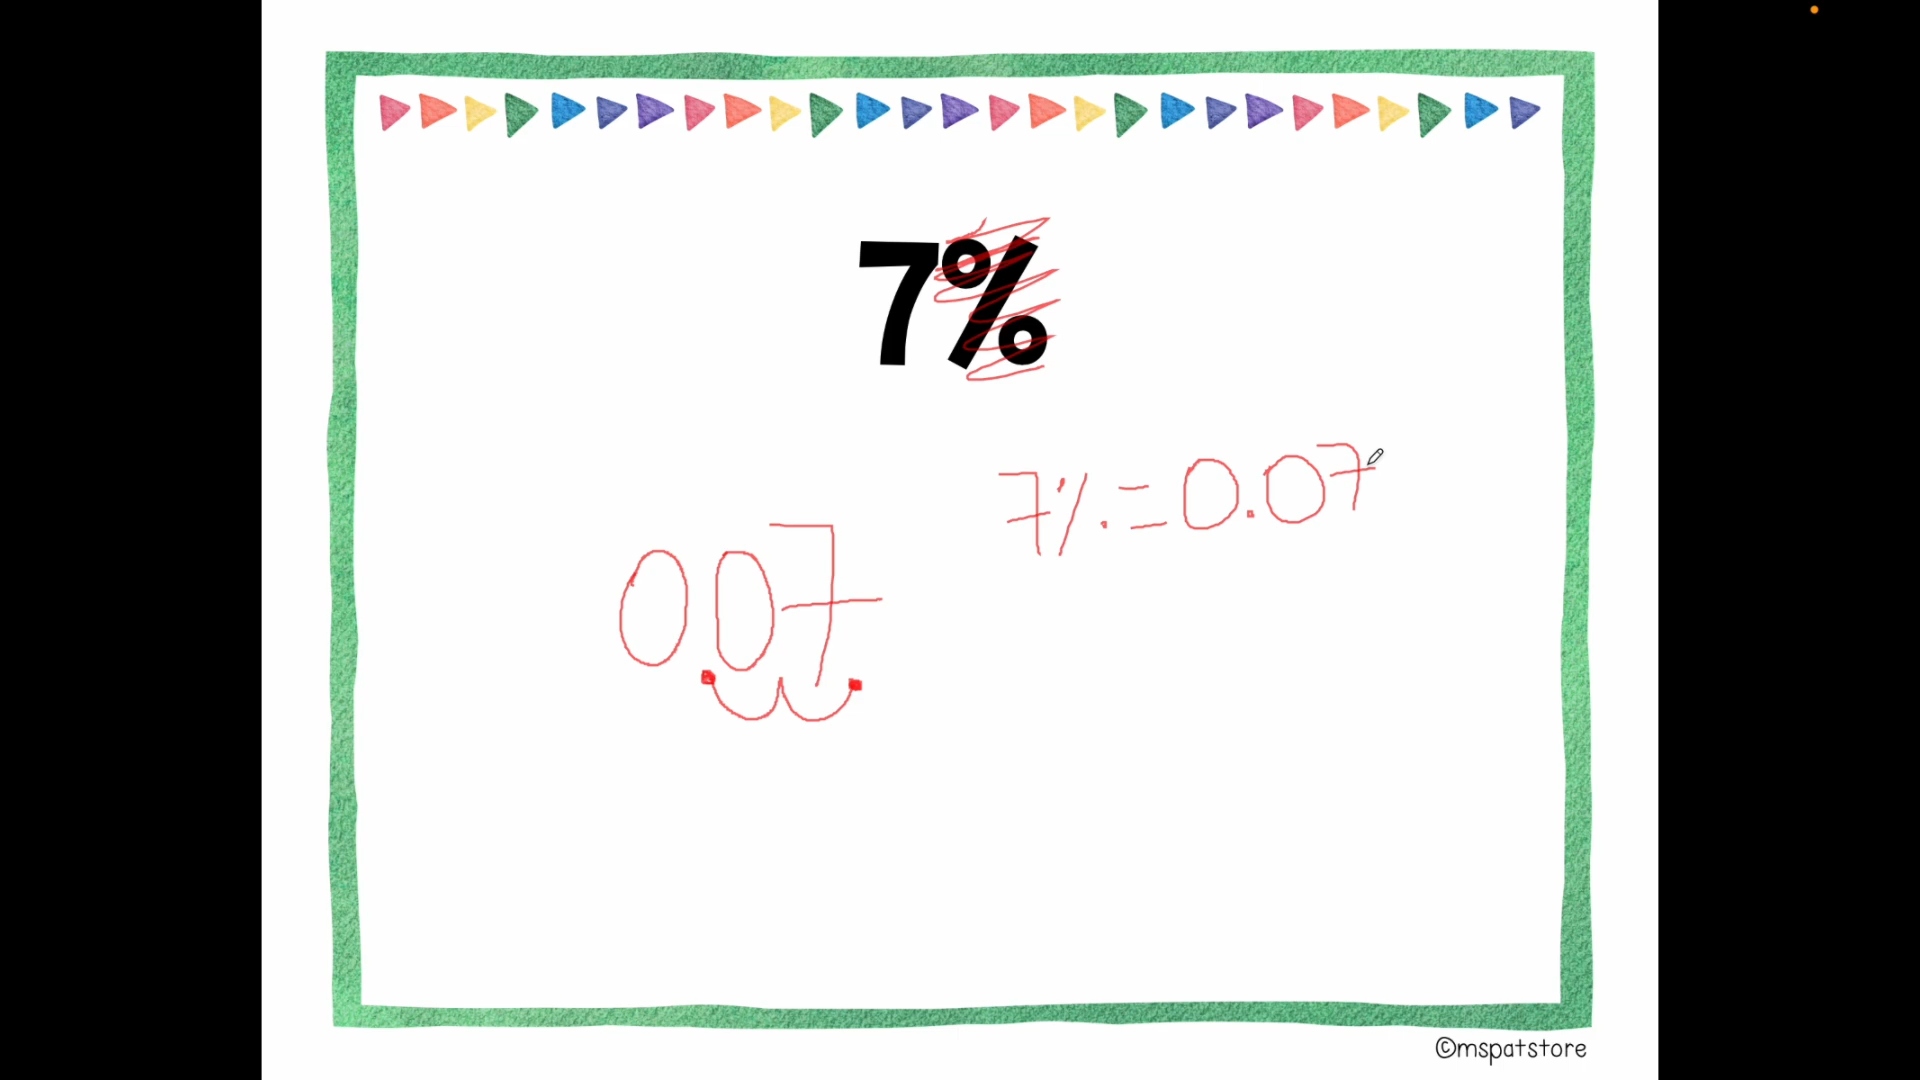 7%
7% = 0.07
0.07.
©mspatstore